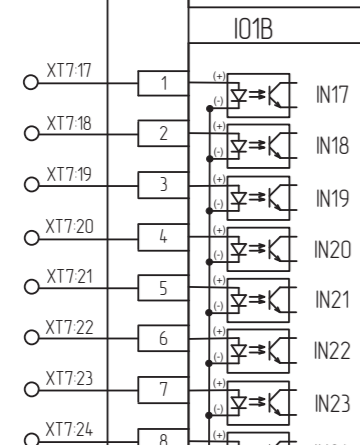 IO1B
XT7:17 1 (+) (-) IN17
XT7:18 2 (+) (-) IN18
XT7:19 3 (+) (-) IN19
XT7:20 4 (+) (-) IN20
XT7:21 5 (+) (-) IN21
XT7:22 6 (+) (-) IN22
XT7:23 7 (+) (-) IN23
XT7:24 8 (+)